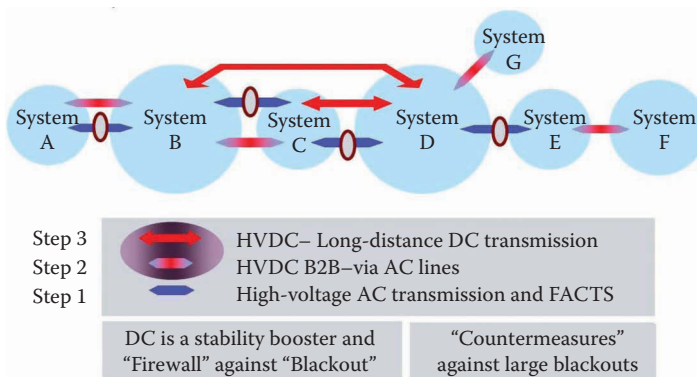 System
G
System
A
System
B
System
C
System
D
System
E
System
F
Step 3
HVDC– Long-distance DC transmission
Step 2
HVDC B2B–via AC lines
Step 1
High-voltage AC transmission and FACTS
DC is a stability booster and
“Firewall” against “Blackout”
“Countermeasures”
against large blackouts